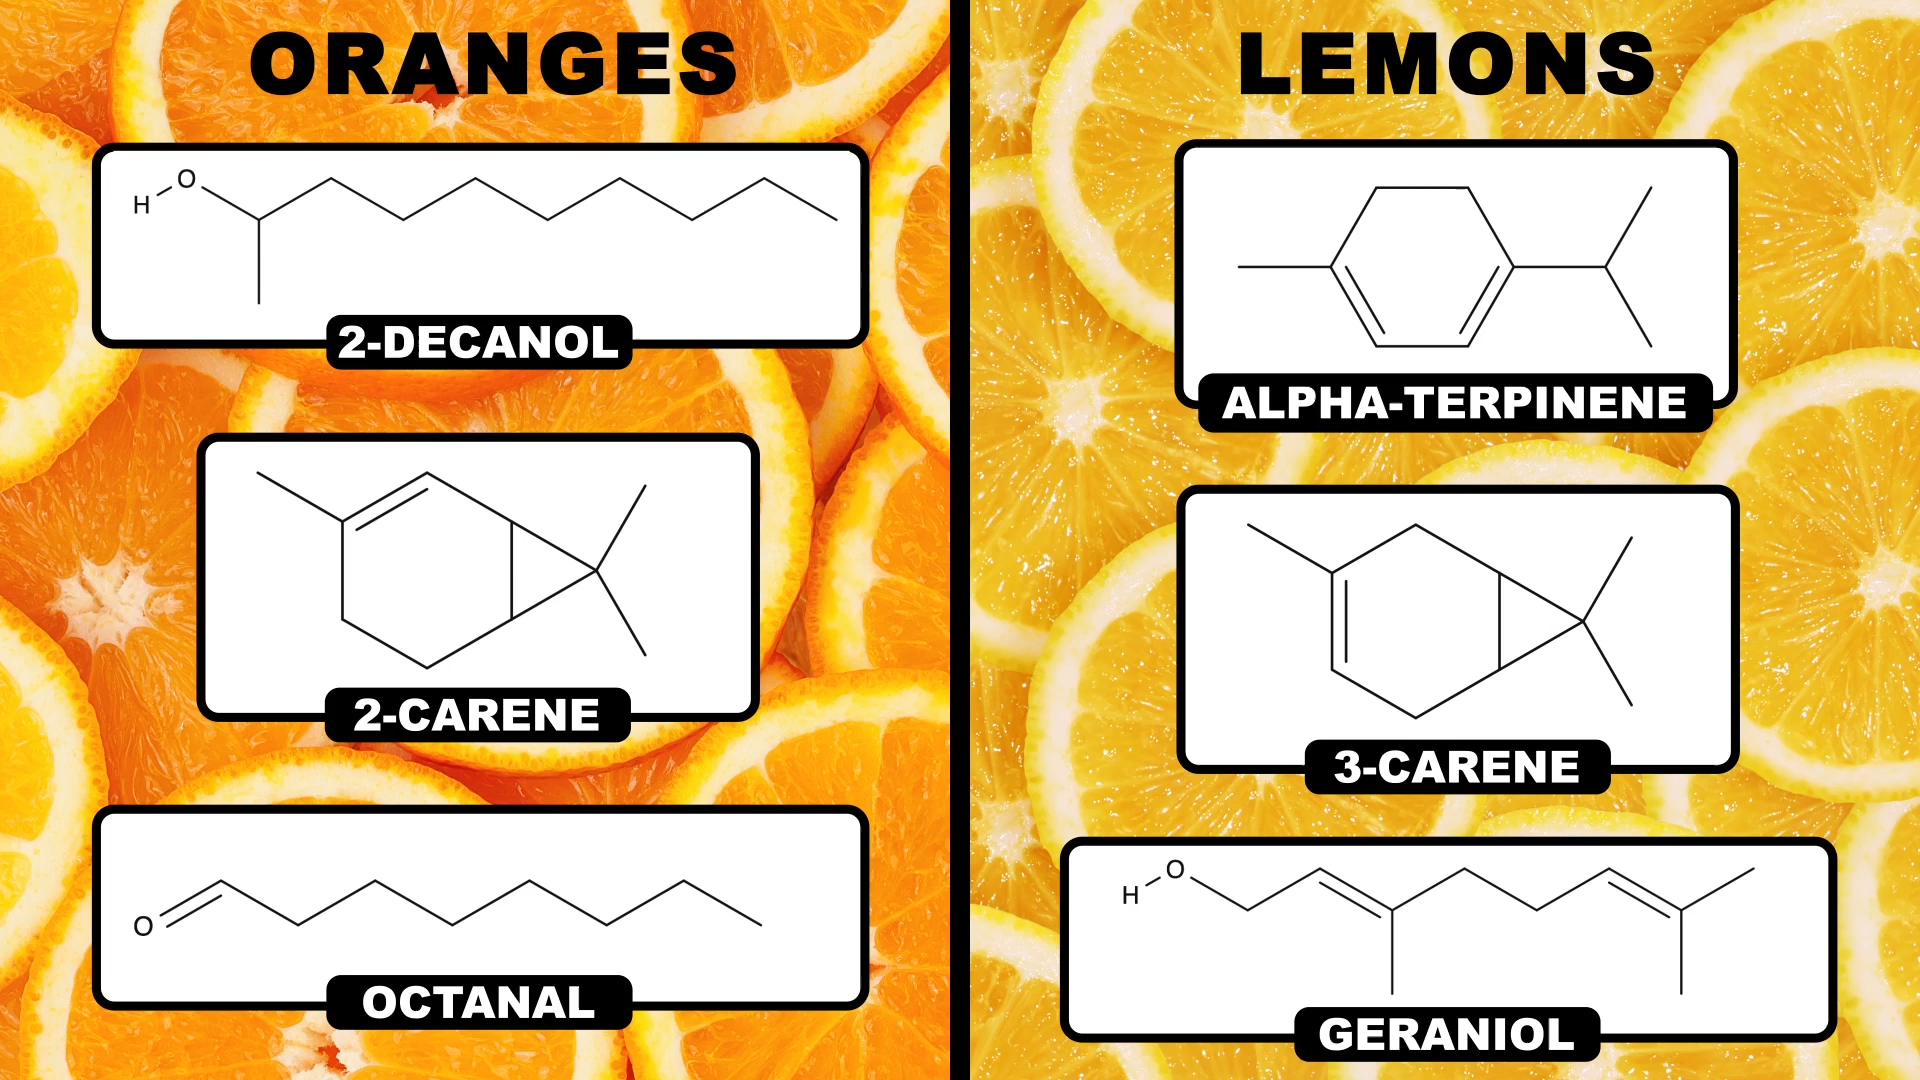 ORANGES
H O
2-DECANOL
2-CARENE
O
OCTANAL
LEMONS
ALPHA-TERPINENE
3-CARENE
H O
GERANIOL